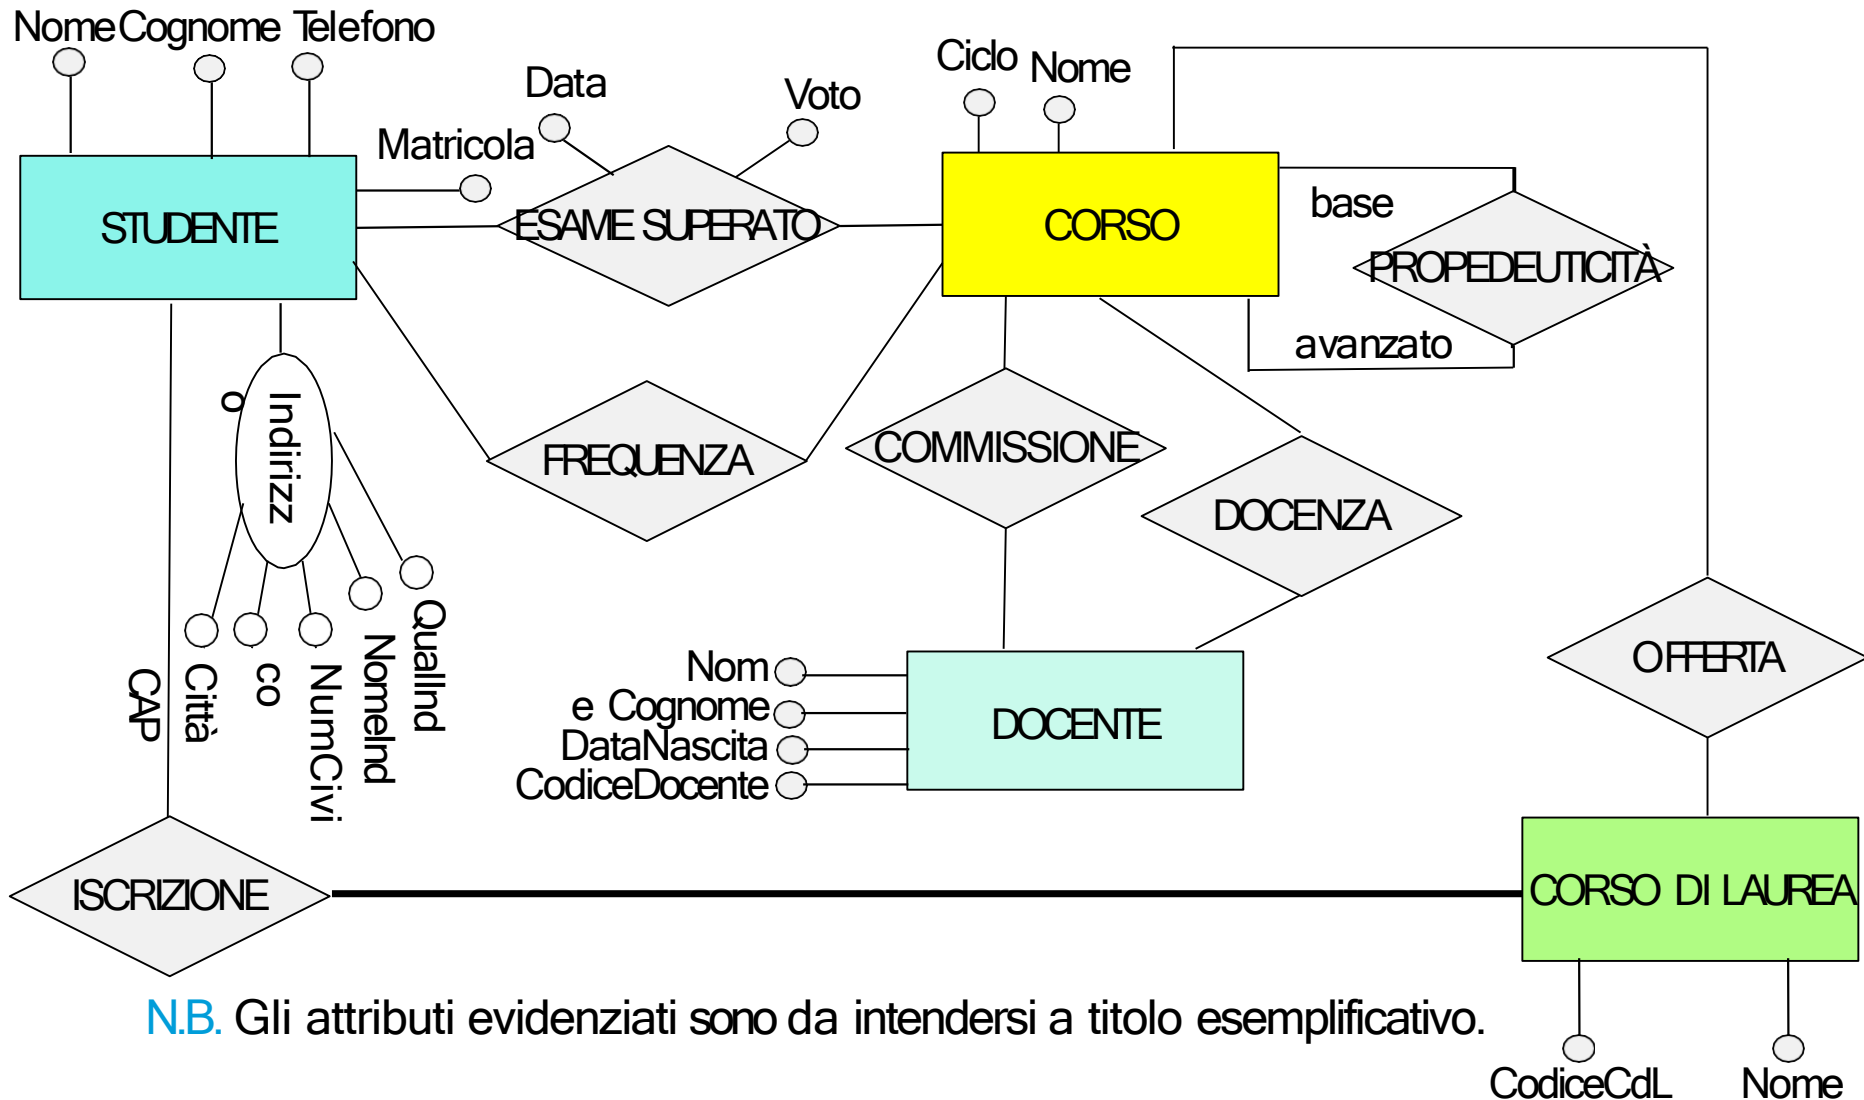 Nome Cognome Telefono
Data
Voto
Ciclo
Nome
Matricola
STUDENTE
ESAME SUPERATO
CORSO
base
PROPEDEUTICITÀ
avanzato
Indirizz
o
FREQUENZA
COMMISSIONE
DOCENZA
QualInd
NomeInd
NumCivi
co
Città
CAP
OFFERTA
Nom
e Cognome
DataNascita
CodiceDocente
DOCENTE
ISCRIZIONE
CORSO DI LAUREA
N.B. Gli attributi evidenziati sono da intendersi a titolo esemplificativo.
CodiceCdL
Nome